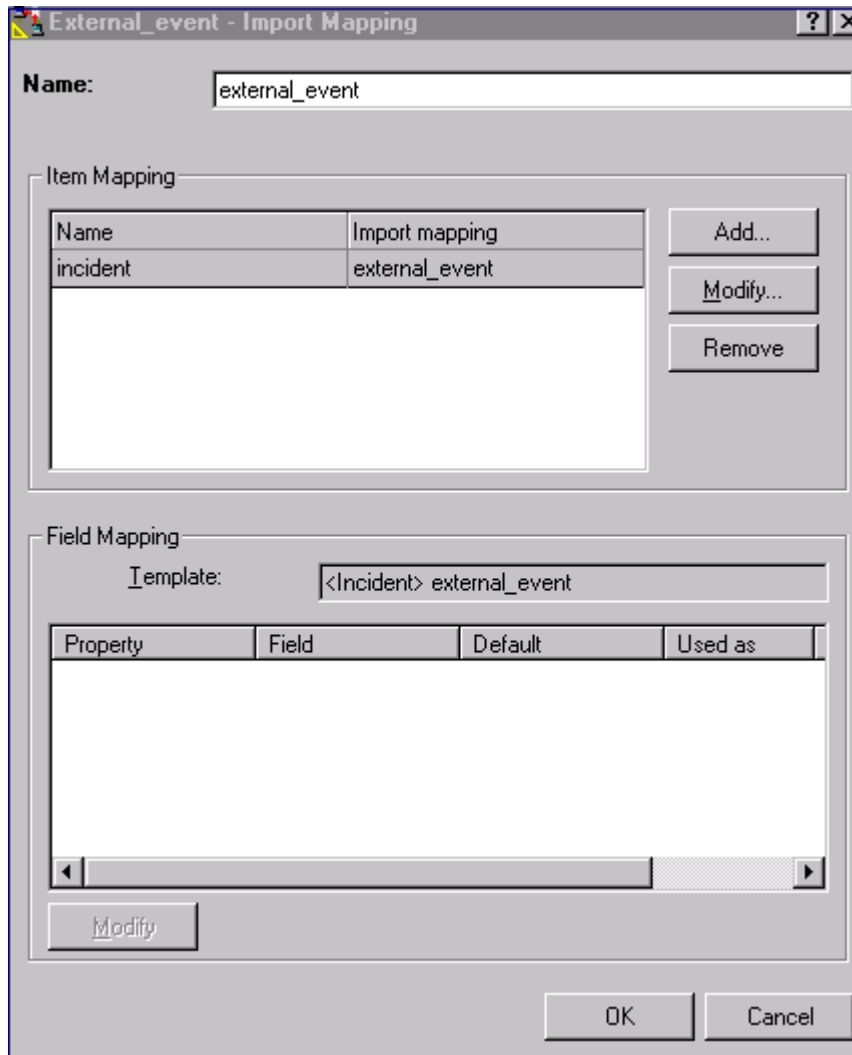 External_event - Import Mapping
Name: external_event
Item Mapping
Name Import mapping
incident external_event
Add...
Modify...
Remove
Field Mapping
Template: <Incident> external_event
Property Field Default Used as
Modify
OK Cancel